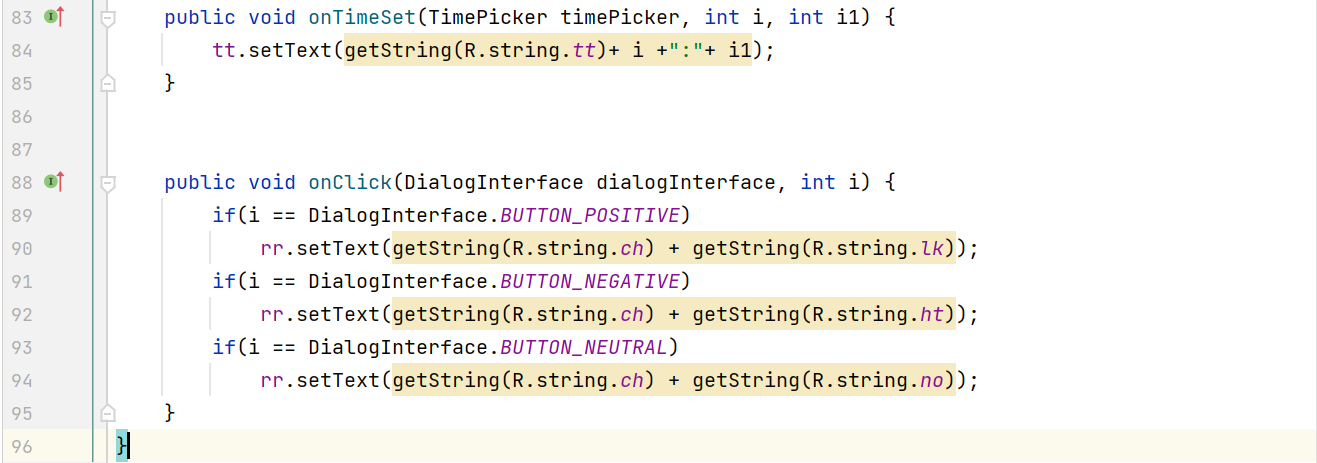 83 public void onTimeSet(TimePicker timePicker, int i, int i1) {
84 tt.setText(getString(R.string.tt)+ i +":"+ i1);
85 }
86
87
88 public void onClick(DialogInterface dialogInterface, int i) {
89 if(i == DialogInterface.BUTTON_POSITIVE)
90 rr.setText(getString(R.string.ch) + getString(R.string.lk));
91 if(i == DialogInterface.BUTTON_NEGATIVE)
92 rr.setText(getString(R.string.ch) + getString(R.string.ht));
93 if(i == DialogInterface.BUTTON_NEUTRAL)
94 rr.setText(getString(R.string.ch) + getString(R.string.no));
95 }
96 }